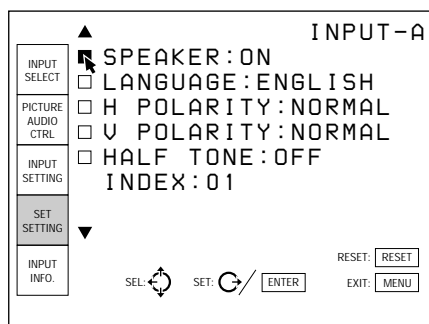 INPUT-A
INPUT
SELECT
PICTURE
AUDIO
CTRL
INPUT
SETTING
SET
SETTING
INPUT
INFO.
SPEAKER:ON
LANGUAGE:ENGLISH
H POLARITY:NORMAL
V POLARITY:NORMAL
HALF TONE:OFF
INDEX:01
RESET: RESET
SEL: SET: / ENTER EXIT: MENU